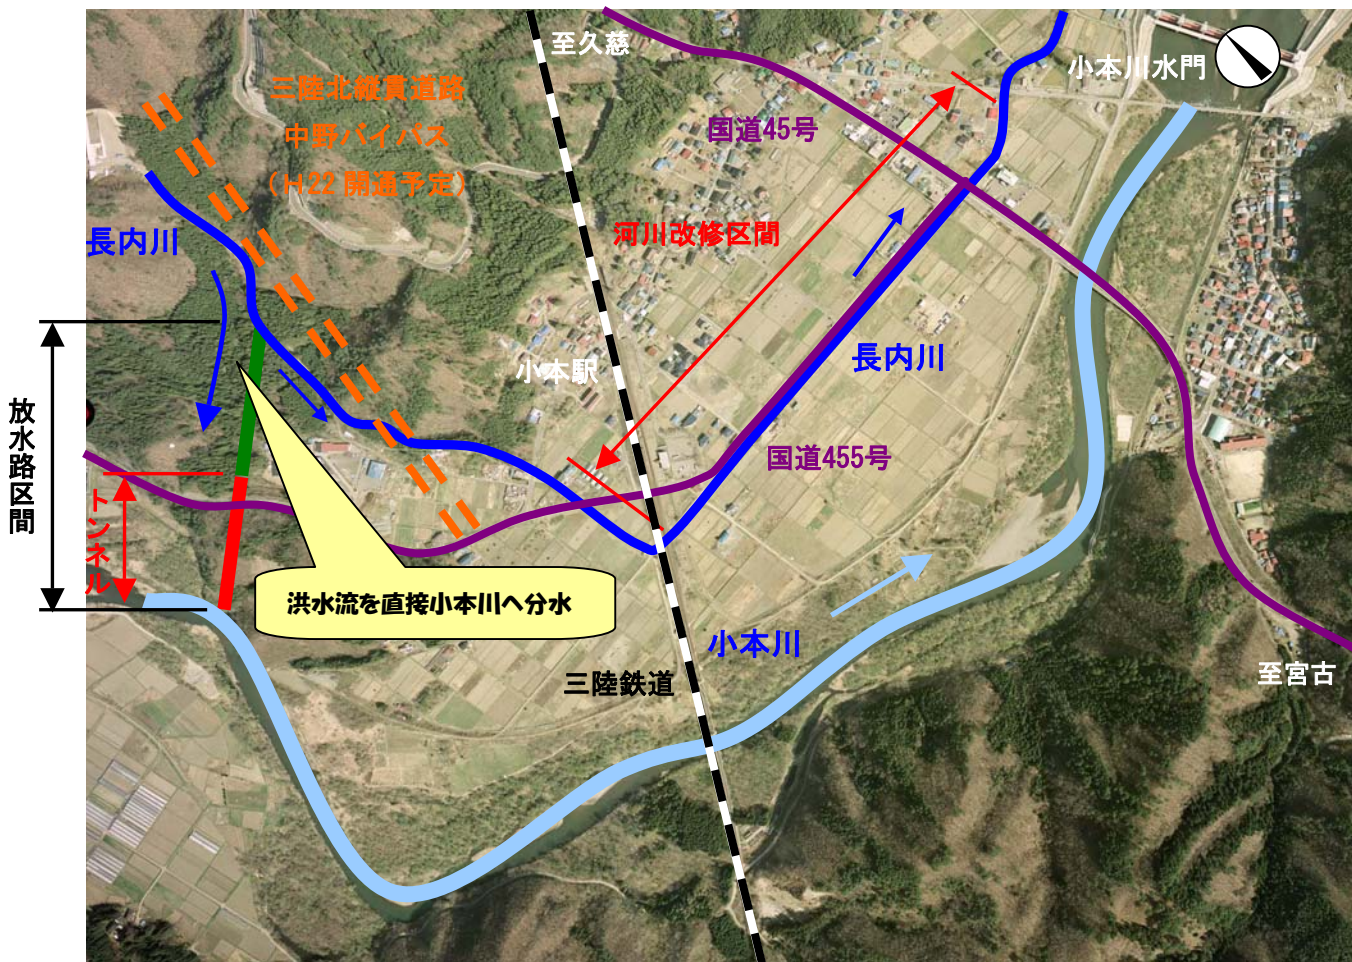 至久慈
小本川水門
三陸北縦貫道路
中野バイパス
(H22 開通予定)
国道45号
河川改修区間
長内川
小本駅
長内川
放水路区間
国道455号
トンネル
洪水流を直接小本川へ分水
小本川
三陸鉄道
至宮古